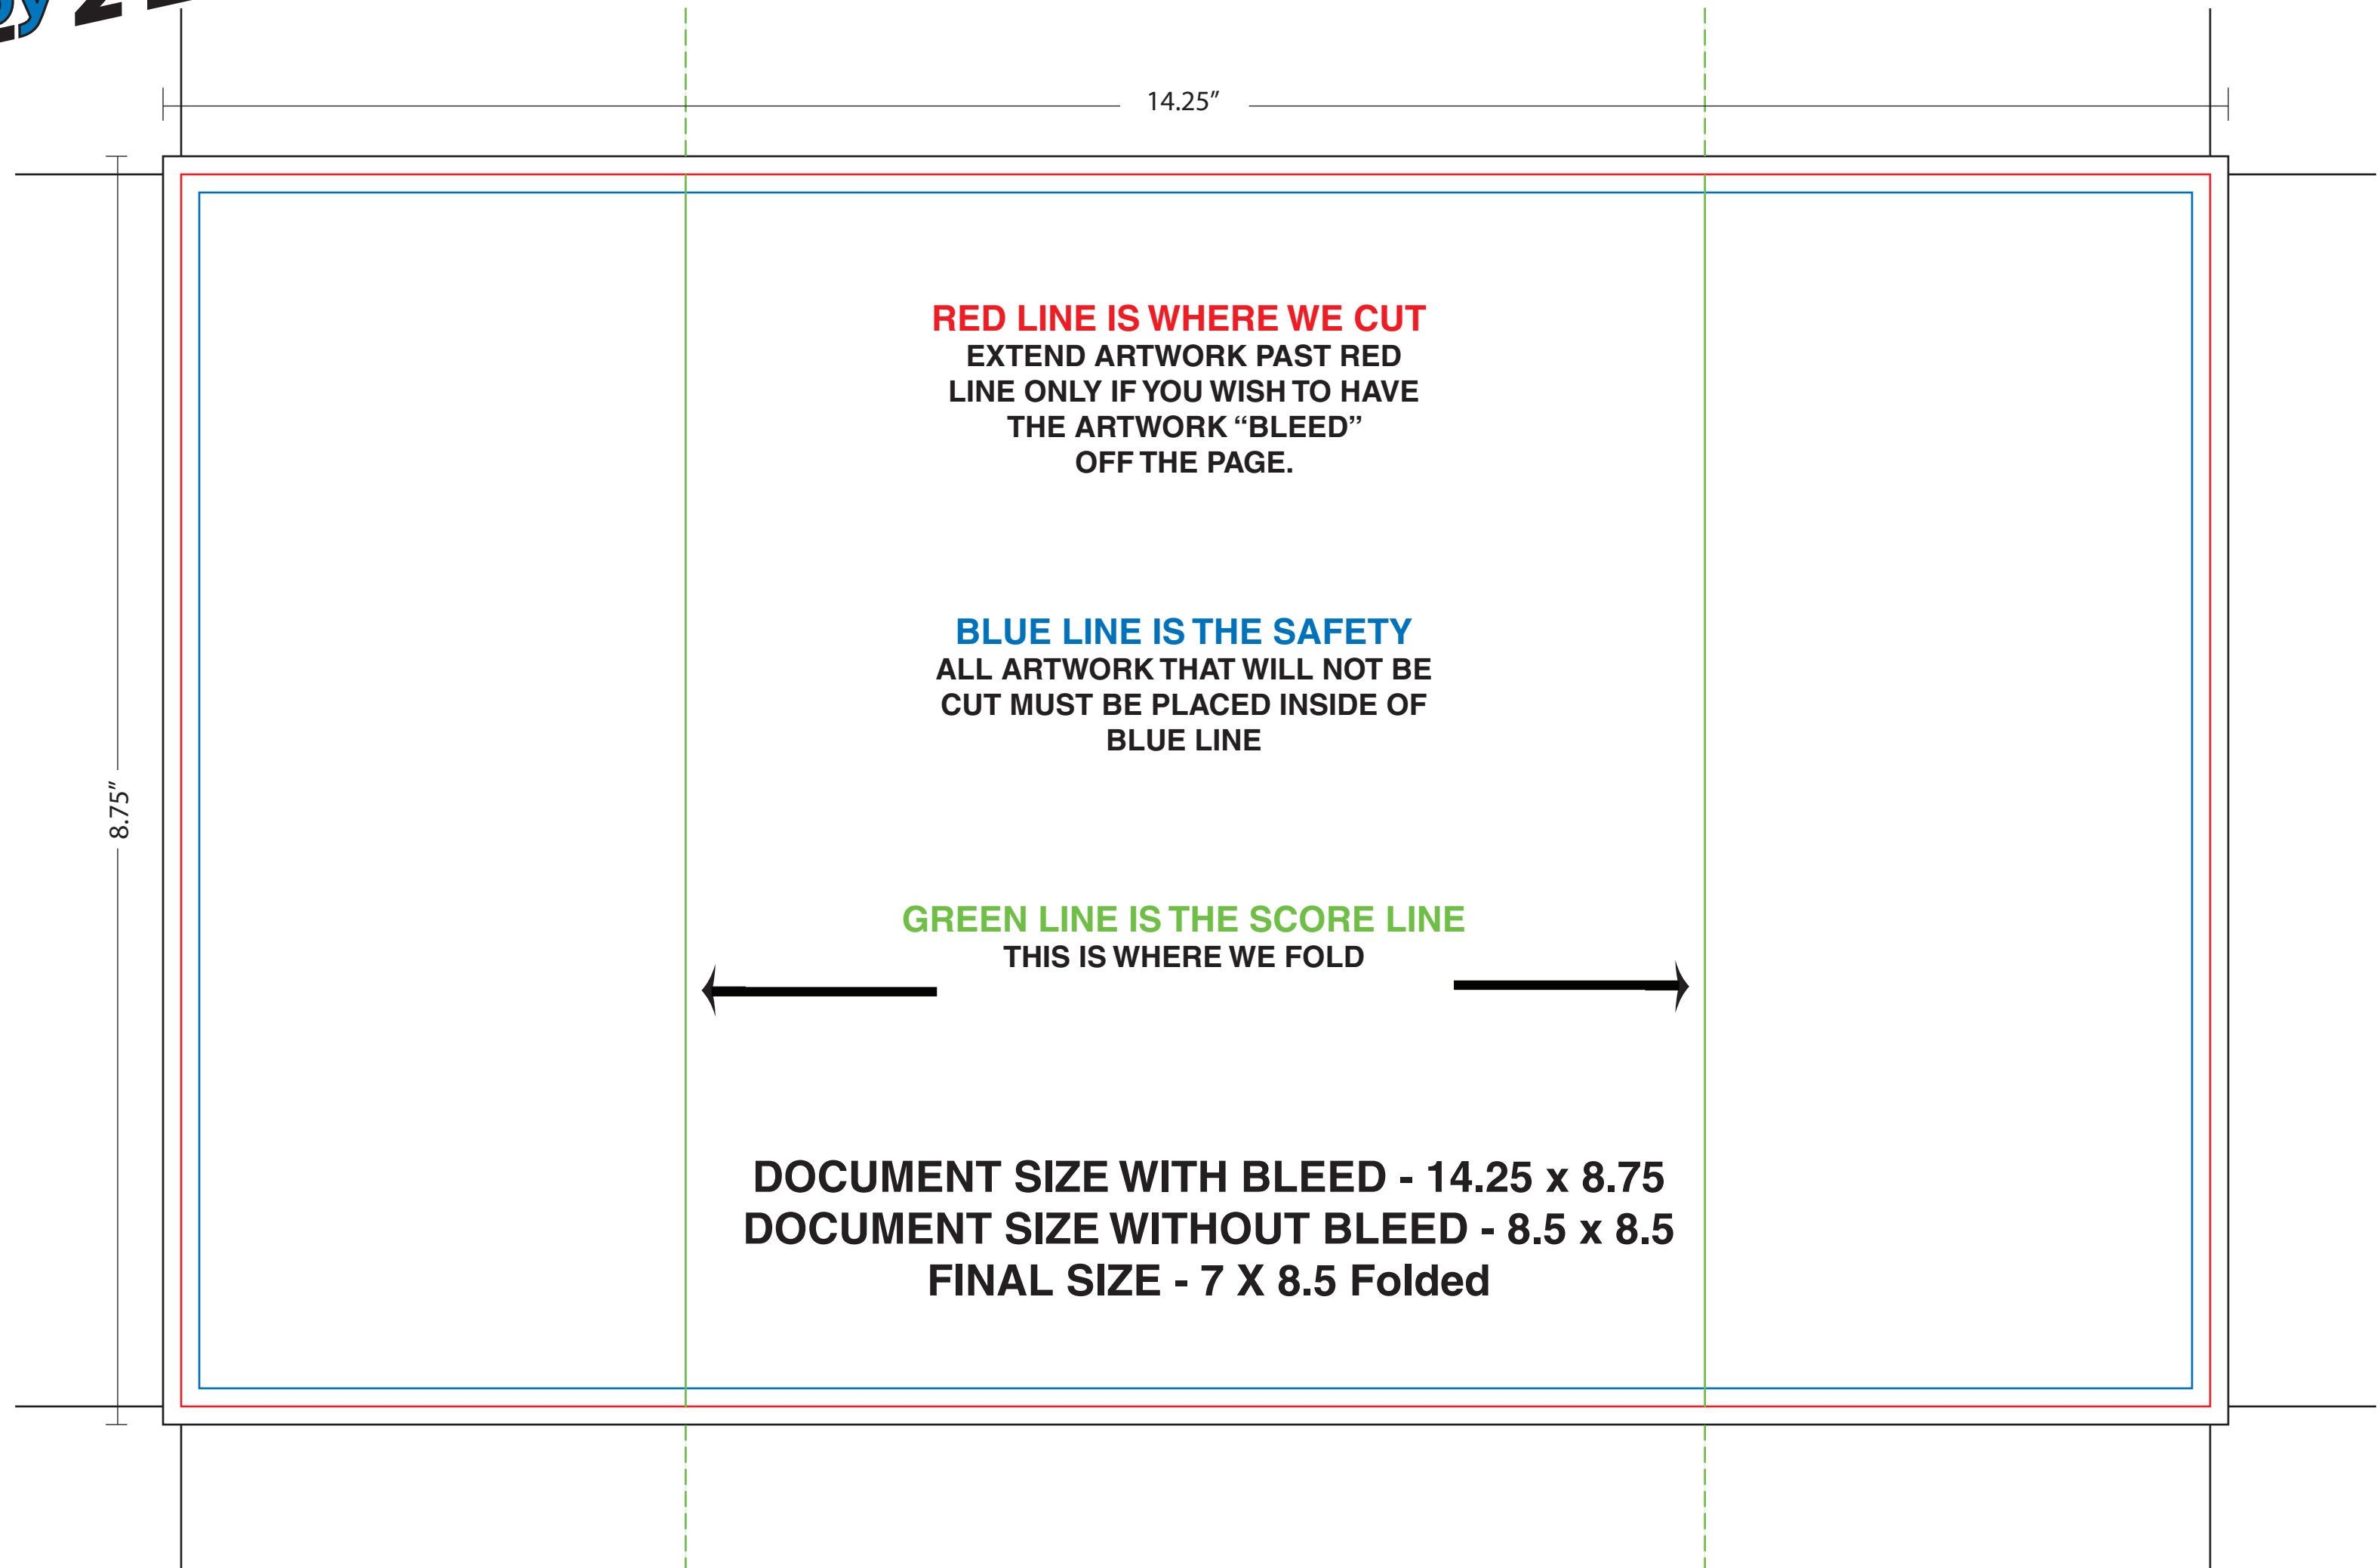 14.25”
RED LINE IS WHERE WE CUT
EXTEND ARTWORK PAST RED
LINE ONLY IF YOU WISH TO HAVE
THE ARTWORK “BLEED”
OFF THE PAGE.
BLUE LINE IS THE SAFETY
ALL ARTWORK THAT WILL NOT BE
CUT MUST BE PLACED INSIDE OF
BLUE LINE
8.75”
GREEN LINE IS THE SCORE LINE
THIS IS WHERE WE FOLD
DOCUMENT SIZE WITH BLEED - 14.25 x 8.75
DOCUMENT SIZE WITHOUT BLEED - 8.5 x 8.5
FINAL SIZE - 7 X 8.5 Folded